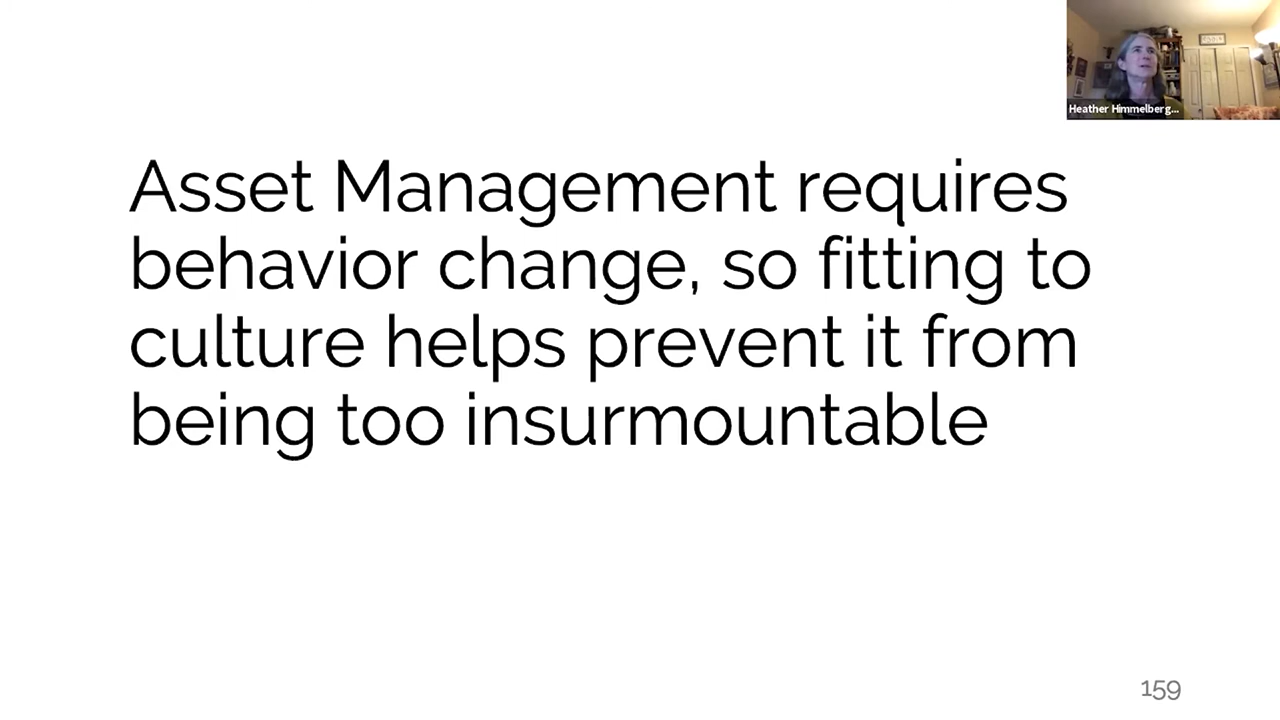 Heather Himmelberg...
Asset Management requires
behavior change, so fitting to
culture helps prevent it from
being too insurmountable
159